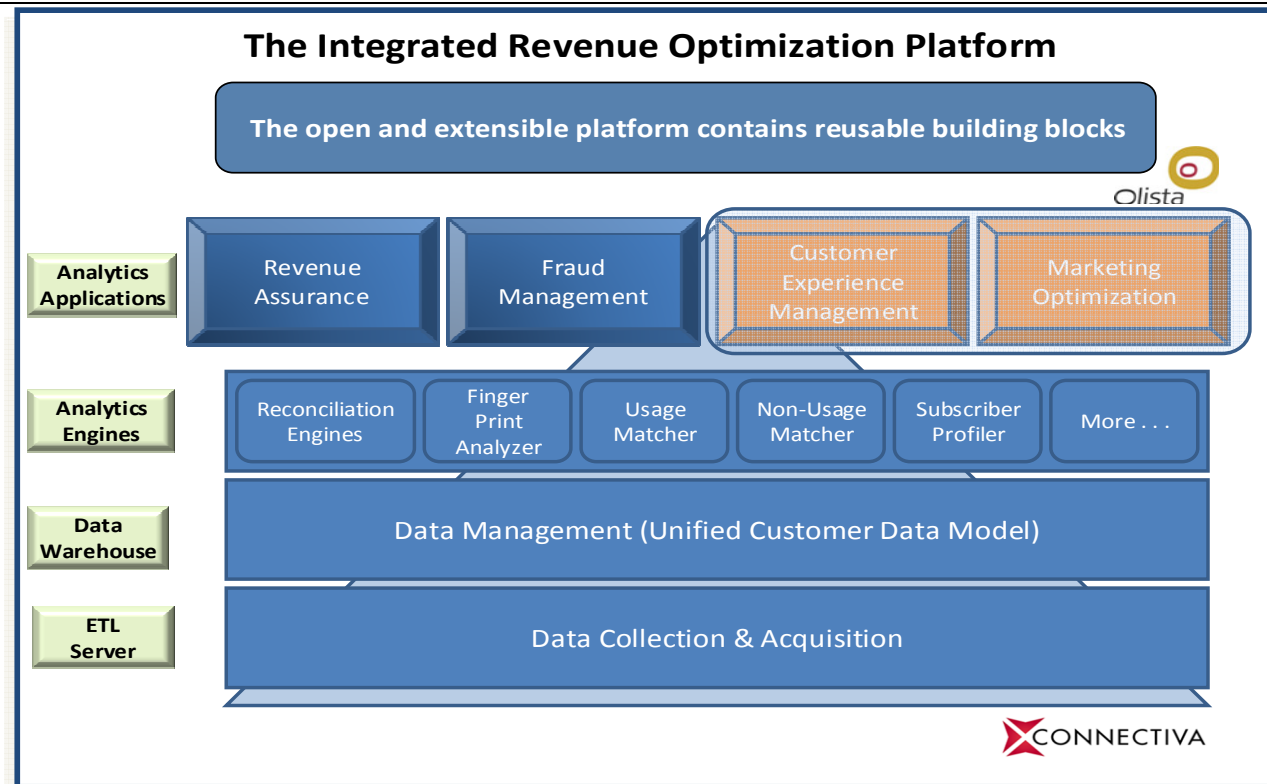 The Integrated Revenue Optimization Platform
The open and extensible platform contains reusable building blocks
Olista
Analytics
Applications
Revenue
Assurance
Fraud
Management
Customer
Experience
Management
Marketing
Optimization
Analytics
Engines
Reconciliation
Engines
Finger
Print
Analyzer
Usage
Matcher
Non-Usage
Matcher
Subscriber
Profiler
More . . .
Data
Warehouse
Data Management (Unified Customer Data Model)
ETL
Server
Data Collection & Acquisition
CONNECTIVA